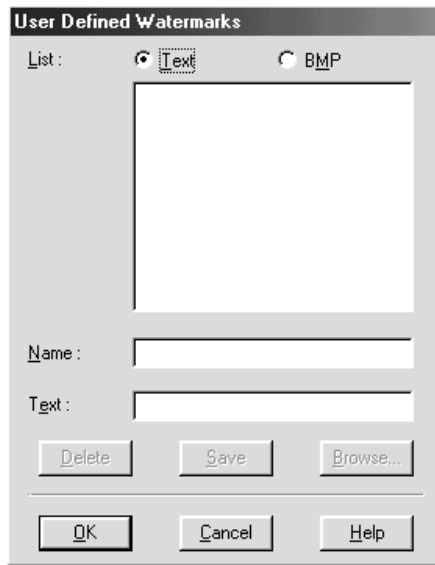 User Defined Watermarks
List : Text BMP
Name :
Text :
Delete Save Browse...
OK Cancel Help